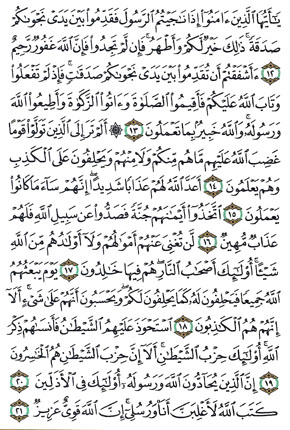 يَـٰٓأَيُّهَا ٱلَّذِينَ ءَامَنُوٓا۟ إِذَا نَـٰجَيْتُمُ ٱلرَّسُولَ فَقَدِّمُوا۟ بَيْنَ يَدَىْ نَجْوَىٰكُمْ
صَدَقَةً ۚ ذَٰلِكَ خَيْرٌ لَّكُمْ وَأَطْهَرُ ۚ فَإِن لَّمْ تَجِدُوا۟ فَإِنَّ ٱللَّهَ غَفُورٌ رَّحِيمٌ
١٢ ءَأَشْفَقْتُمْ أَن تُقَدِّمُوا۟ بَيْنَ يَدَىْ نَجْوَىٰكُمْ صَدَقَـٰتٍ ۚ فَإِذْ لَمْ تَفْعَلُوا۟
وَتَابَ ٱللَّهُ عَلَيْكُمْ فَأَقِيمُوا۟ ٱلصَّلَوٰةَ وَءَاتُوا۟ ٱلزَّكَوٰةَ وَأَطِيعُوا۟ ٱللَّهَ
وَرَسُولَهُۥ ۚ وَٱللَّهُ خَبِيرٌۢ بِمَا تَعْمَلُونَ ١٣ ۞ أَلَمْ تَرَ إِلَى ٱلَّذِينَ تَوَلَّوْا۟ قَوْمًا
غَضِبَ ٱللَّهُ عَلَيْهِم مَّا هُم مِّنكُمْ وَلَا مِنْهُمْ وَيَحْلِفُونَ عَلَى ٱلْكَذِبِ
وَهُمْ يَعْلَمُونَ ١٤ أَعَدَّ ٱللَّهُ لَهُمْ عَذَابًا شَدِيدًا ۖ إِنَّهُمْ سَآءَ مَا كَانُوا۟
يَعْمَلُونَ ١٥ ٱتَّخَذُوٓا۟ أَيْمَـٰنَهُمْ جُنَّةً فَصَدُّوا۟ عَن سَبِيلِ ٱللَّهِ فَلَهُمْ
عَذَابٌ مُّهِينٌ ١٦ لَّن تُغْنِىَ عَنْهُمْ أَمْوَٰلُهُمْ وَلَآ أَوْلَـٰدُهُم مِّنَ ٱللَّهِ
شَيْـًٔا ۚ أُو۟لَـٰٓئِكَ أَصْحَـٰبُ ٱلنَّارِ ۖ هُمْ فِيهَا خَـٰلِدُونَ ١٧ يَوْمَ يَبْعَثُهُمُ
ٱللَّهُ جَمِيعًا فَيَحْلِفُونَ لَهُۥ كَمَا يَحْلِفُونَ لَكُمْ ۖ وَيَحْسَبُونَ أَنَّهُمْ عَلَىٰ شَىْءٍ ۚ أَلَآ
إِنَّهُمْ هُمُ ٱلْكَـٰذِبُونَ ١٨ ٱسْتَحْوَذَ عَلَيْهِمُ ٱلشَّيْطَـٰنُ فَأَنسَىٰهُمْ ذِكْرَ
ٱللَّهِ ۚ أُو۟لَـٰٓئِكَ حِزْبُ ٱلشَّيْطَـٰنِ ۚ أَلَآ إِنَّ حِزْبَ ٱلشَّيْطَـٰنِ هُمُ ٱلْخَـٰسِرُونَ
١٩ إِنَّ ٱلَّذِينَ يُحَآدُّونَ ٱللَّهَ وَرَسُولَهُۥٓ أُو۟لَـٰٓئِكَ فِى ٱلْأَذَلِّينَ ٢٠
كَتَبَ ٱللَّهُ لَأَغْلِبَنَّ أَنَا۠ وَرُسُلِىٓ ۚ إِنَّ ٱللَّهَ قَوِىٌّ عَزِيزٌ ٢١